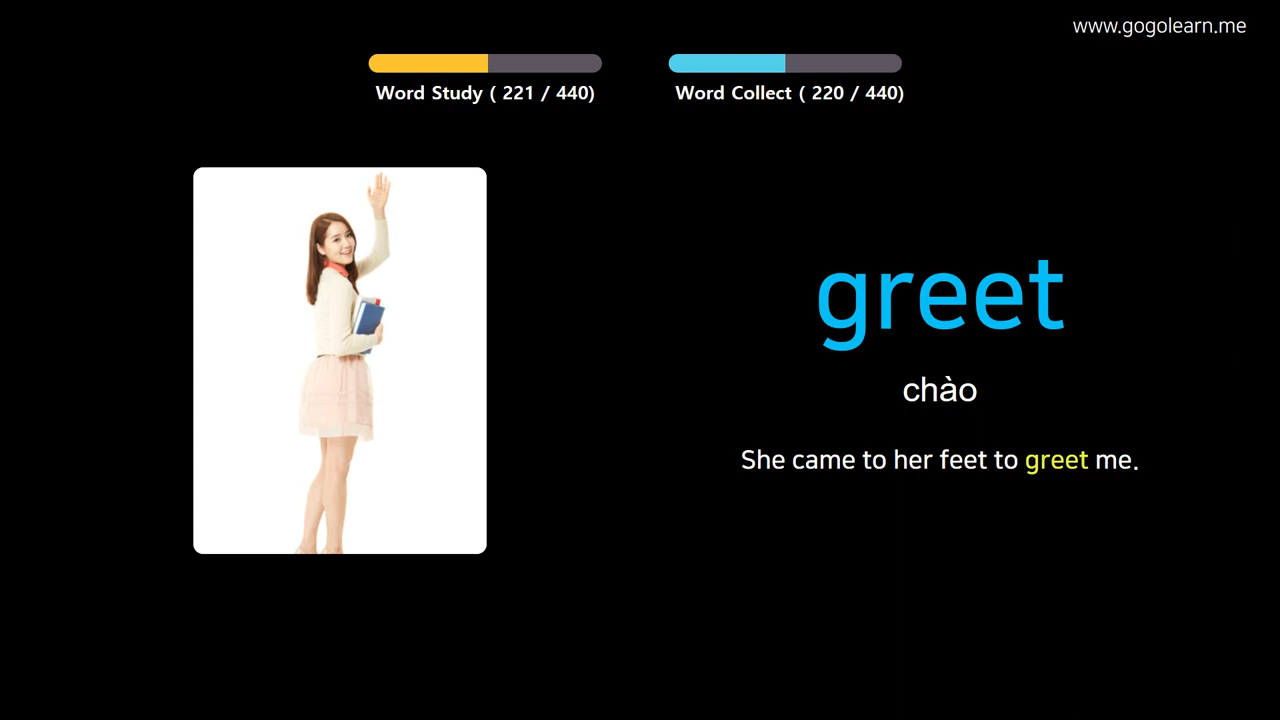 www.gogolearn.me
Word Study ( 221 / 440)
Word Collect ( 220 / 440)
greet
chào
She came to her feet to greet me.